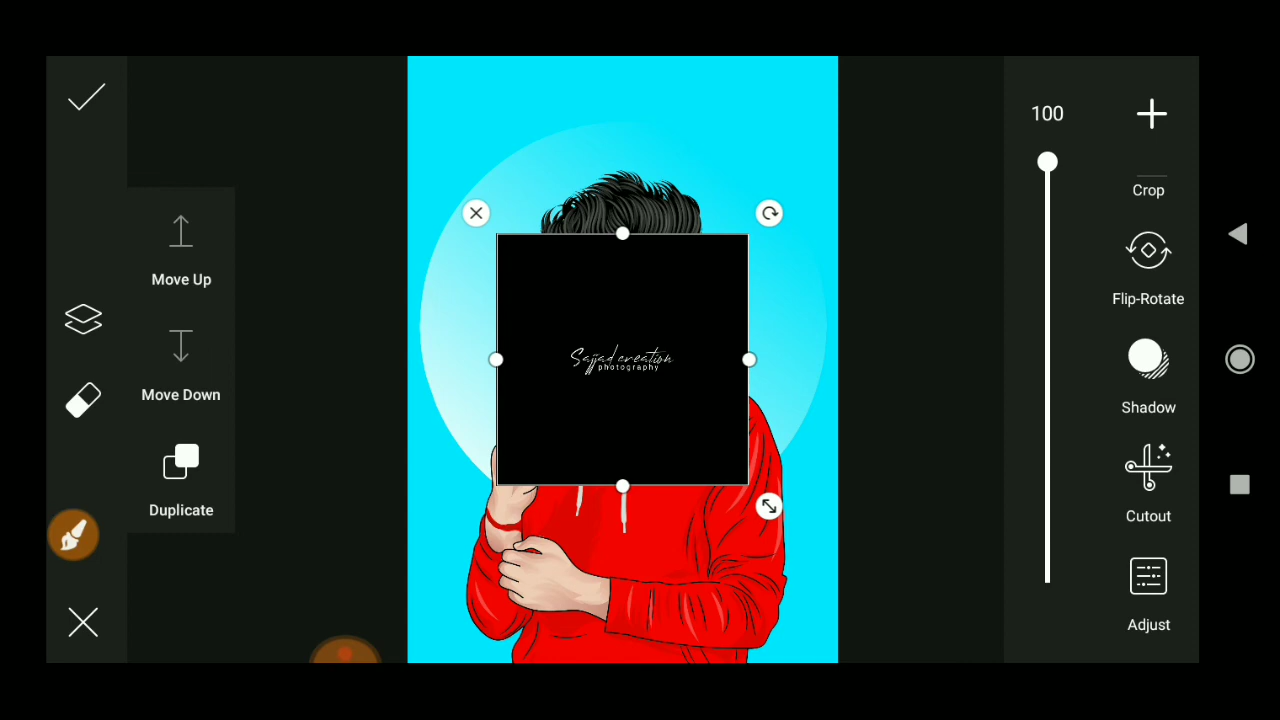 100
Crop
Move Up
Flip-Rotate
Sajjad creation
photography
Move Down
Shadow
Duplicate
Cutout
Adjust